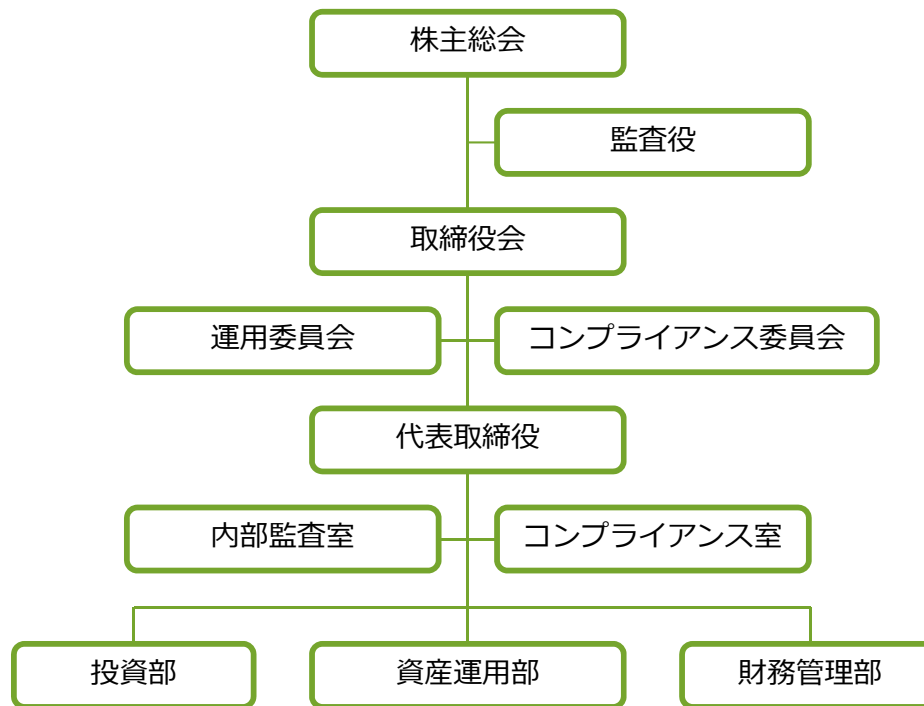 株主総会
監査役
取締役会
運用委員会
コンプライアンス委員会
代表取締役
内部監査室
コンプライアンス室
投資部
資産運用部
財務管理部